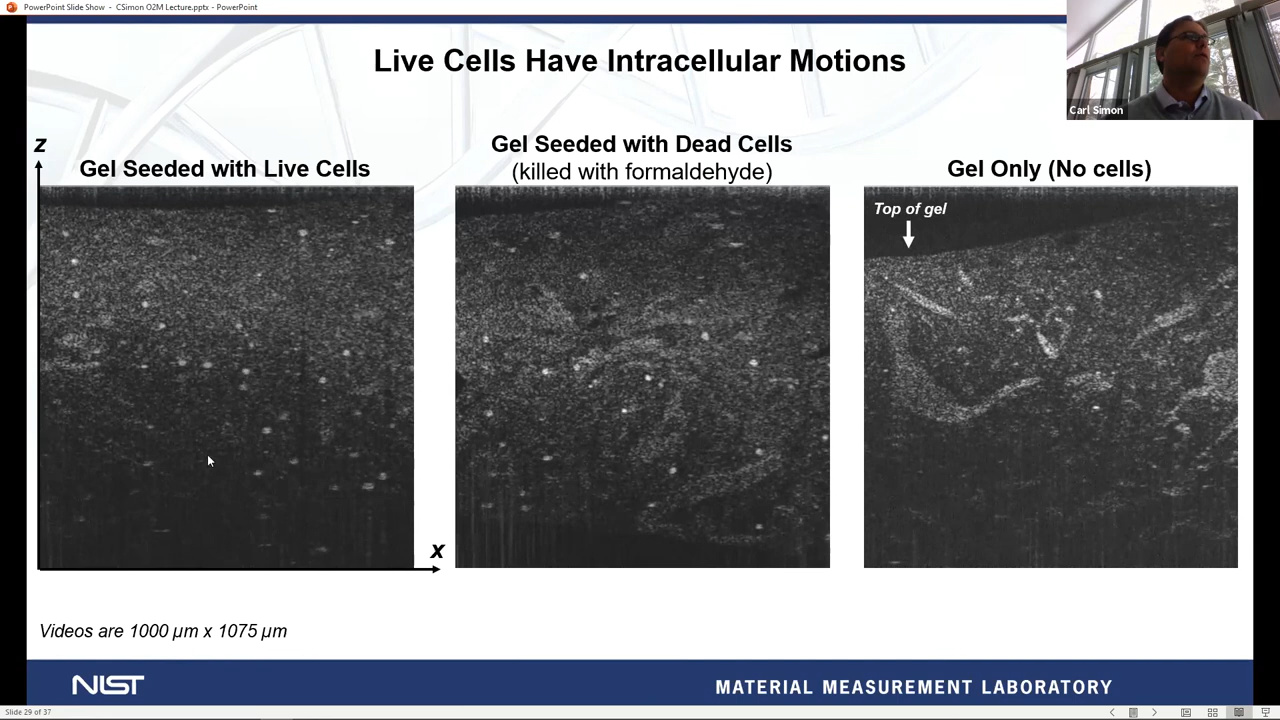 PowerPoint Slide Show - CSimon O2M Lecture.pptx - PowerPoint
Live Cells Have Intracellular Motions
Carl Simon
z
Gel Seeded with Live Cells
Gel Seeded with Dead Cells
(killed with formaldehyde)
Gel Only (No cells)
Top of gel
x
Videos are 1000 µm x 1075 µm
NIST
MATERIAL MEASUREMENT LABORATORY
Slide 29 of 37